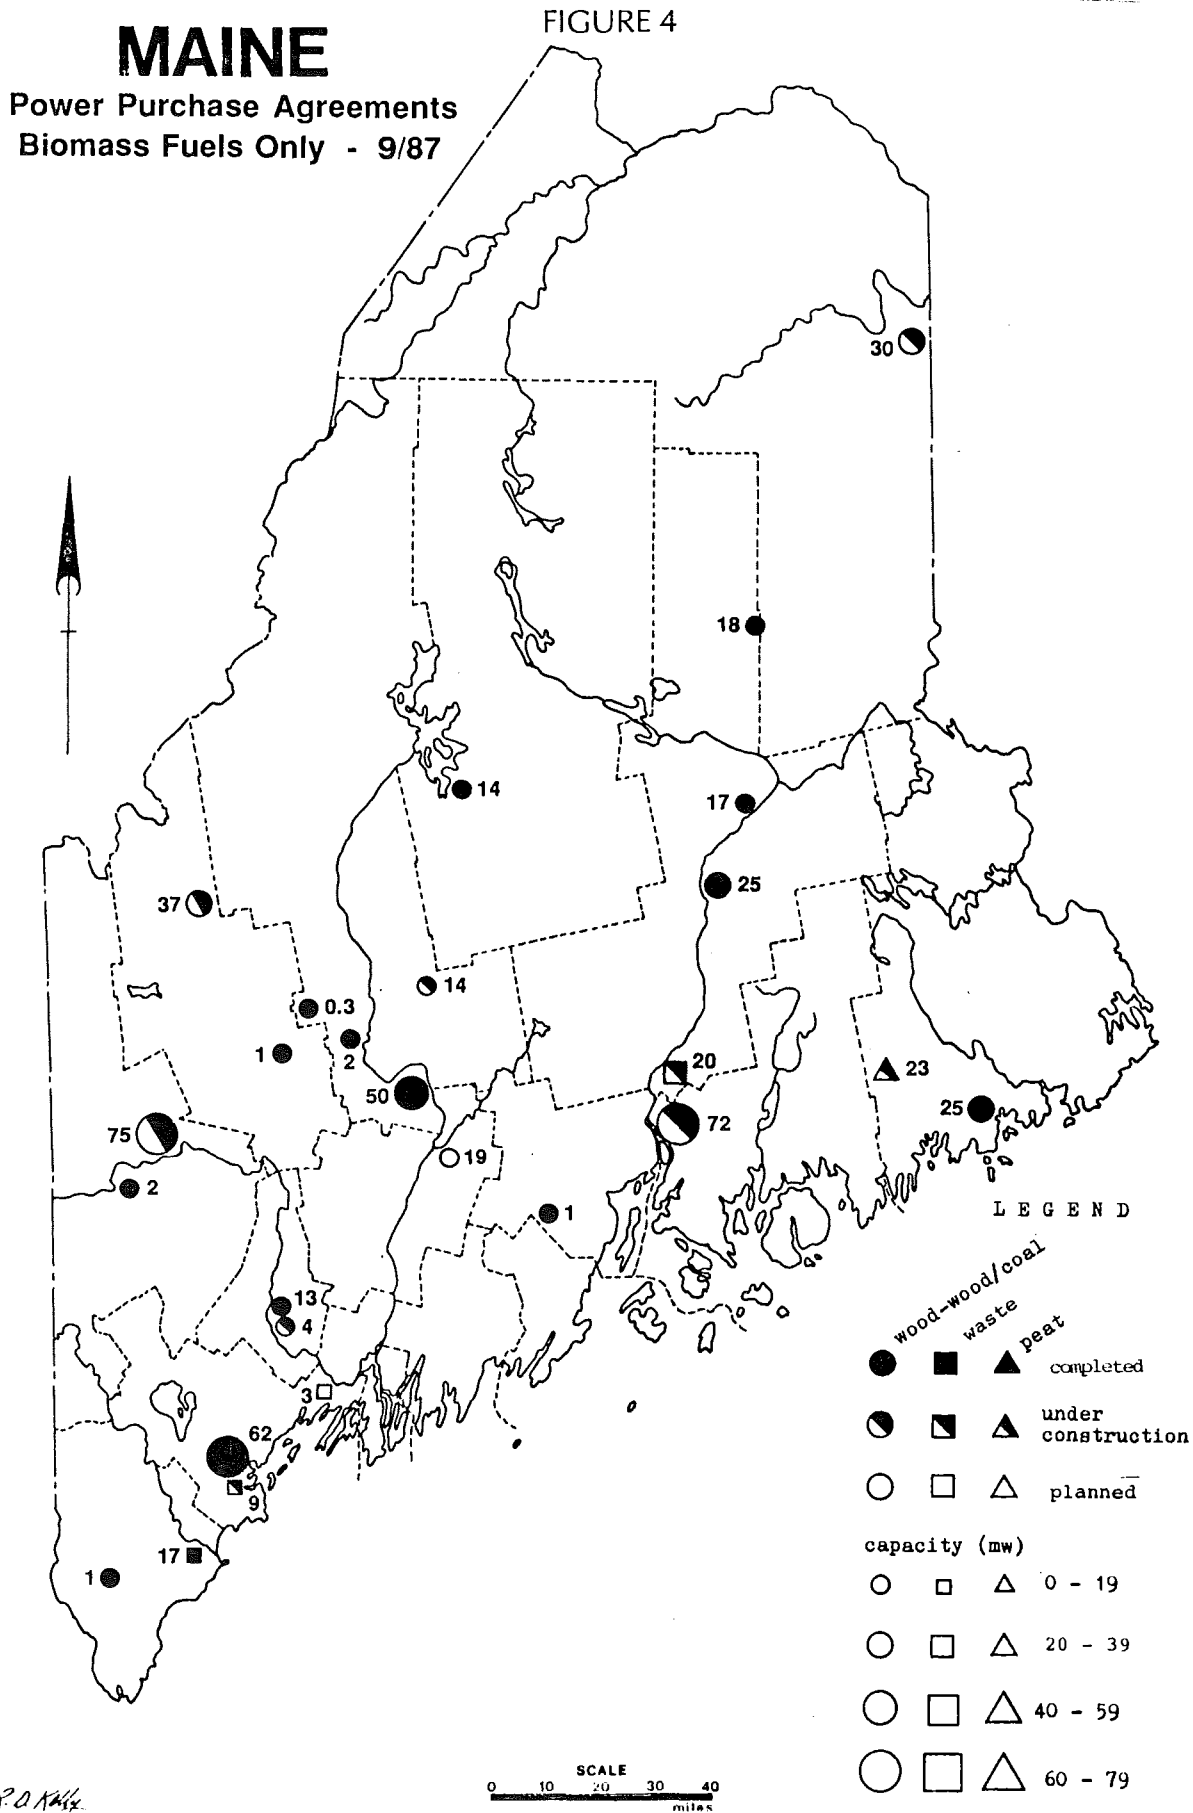 FIGURE 4
MAINE
Power Purchase Agreements
Biomass Fuels Only - 9/87
30
18
14
17
25
37
14
0.3
1
2
50
20
72
23
25
75
2
19
1
13
4
3
62
9
17
1
LEGEND
wood-wood/coal
waste
peat
completed
under
construction
planned
capacity (mw)
0 - 19
20 - 39
40 - 59
60 - 79
SCALE
0 10 20 30 40
miles